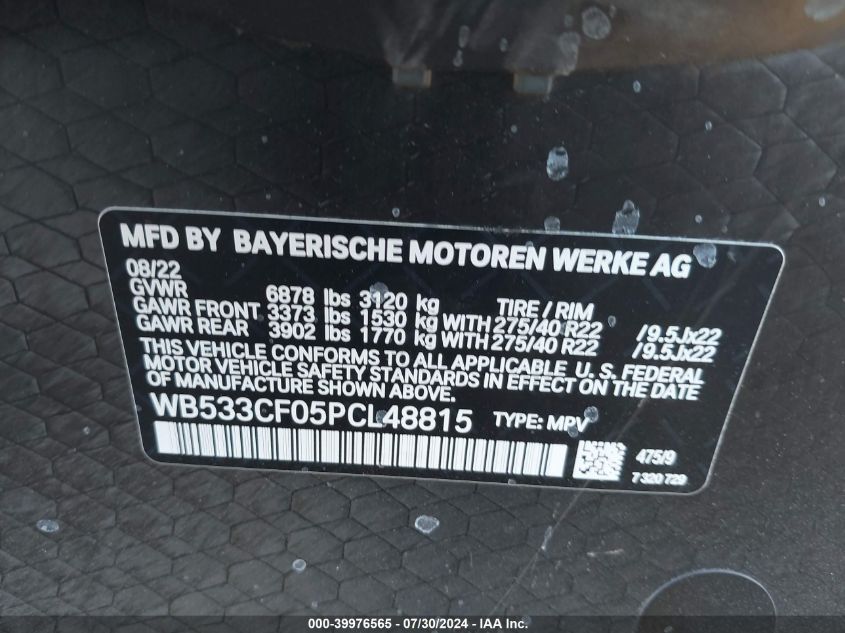 MFD BY BAYERISCHE MOTOREN WERKE AG
08/22
GVWR 6878 lbs 3120 kg TIRE / RIM
GAWR FRONT 3373 lbs 1530 kg WITH 275/40 R22 /9.5Jx22
GAWR REAR 3902 lbs 1770 kg WITH 275/40 R22 /9.5Jx22
THIS VEHICLE CONFORMS TO ALL APPLICABLE U. S. FEDERAL
MOTOR VEHICLE SAFETY STANDARDS IN EFFECT ON THE DATE
OF MANUFACTURE SHOWN ABOVE.
WB533CF05PCL48815 TYPE: MPV
475/9
7 320 729
000-39976565 - 07/30/2024 - IAA Inc.